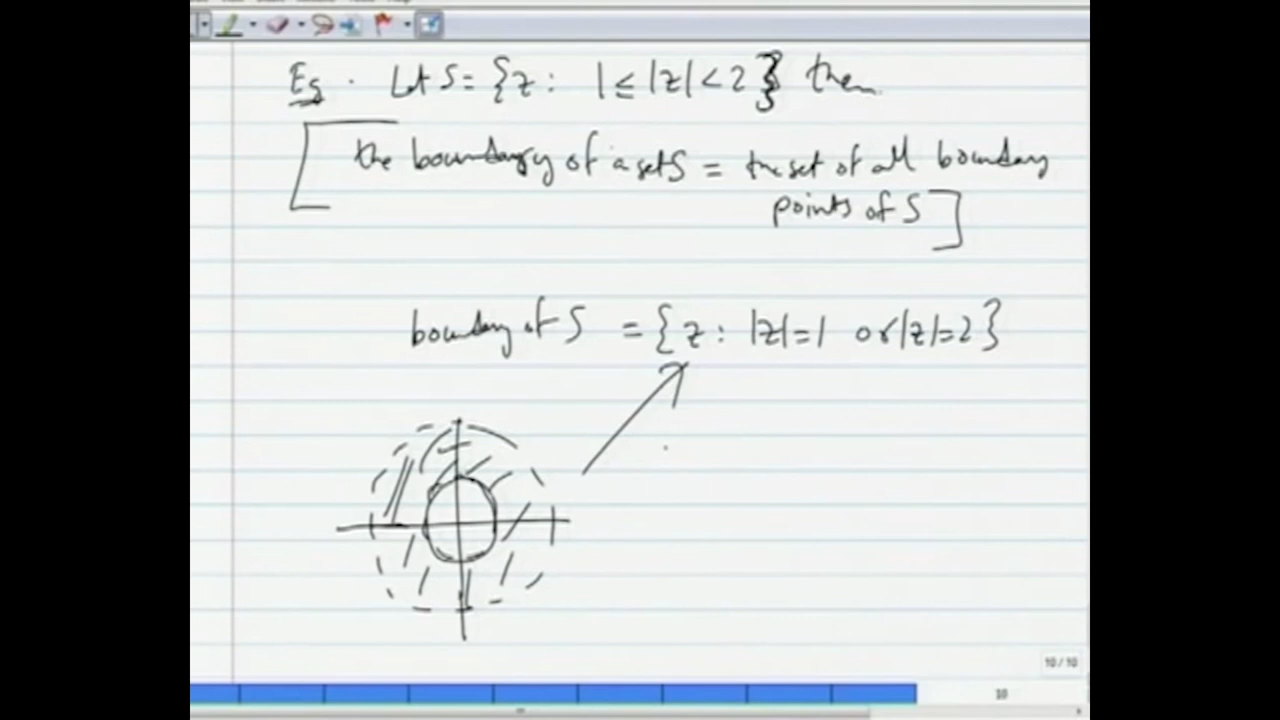 Eg. Let S = {z : 1 ≤ |z| < 2} then
[ the boundary of a set S = the set of all boundary
points of S ]
boundary of S = {z : |z| = 1 or |z| = 2}
10 / 10
10